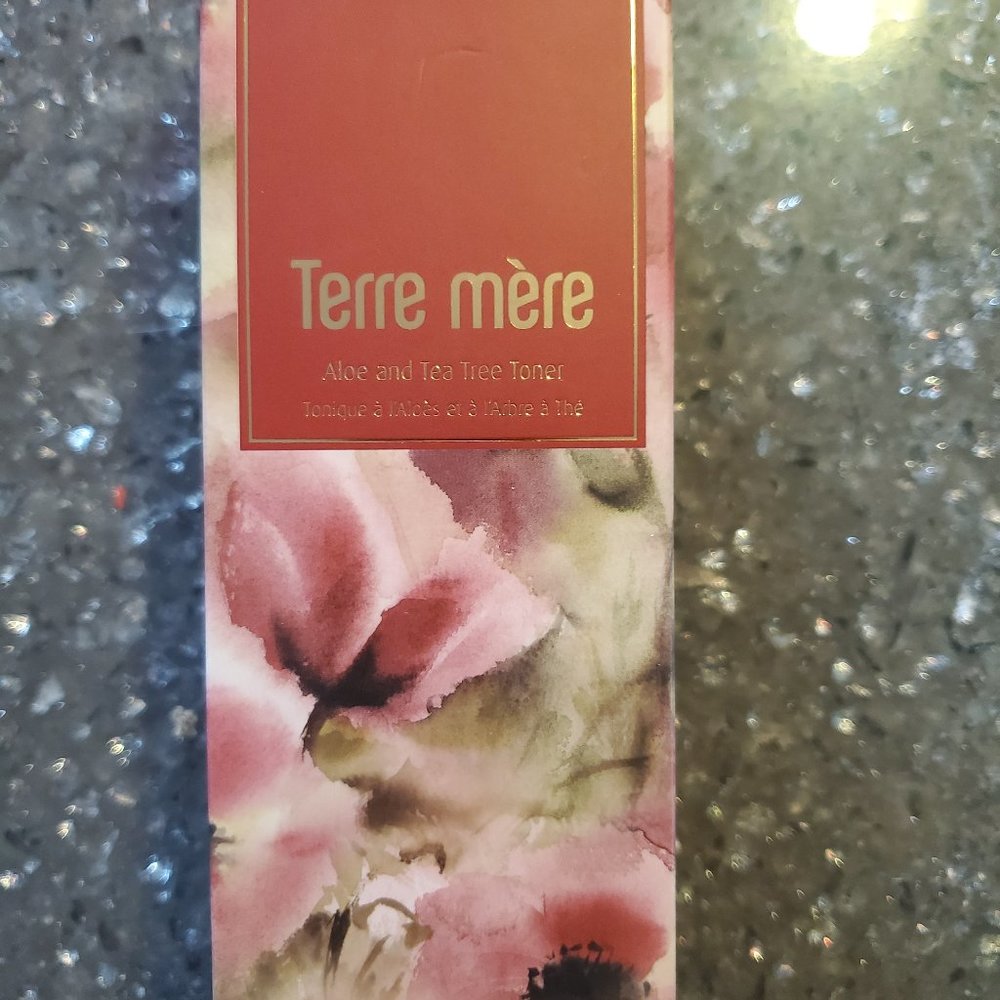 Terre mère
Aloe and Tea Tree Toner
Tonique à l'Aloès et à l'Arbre à Thé